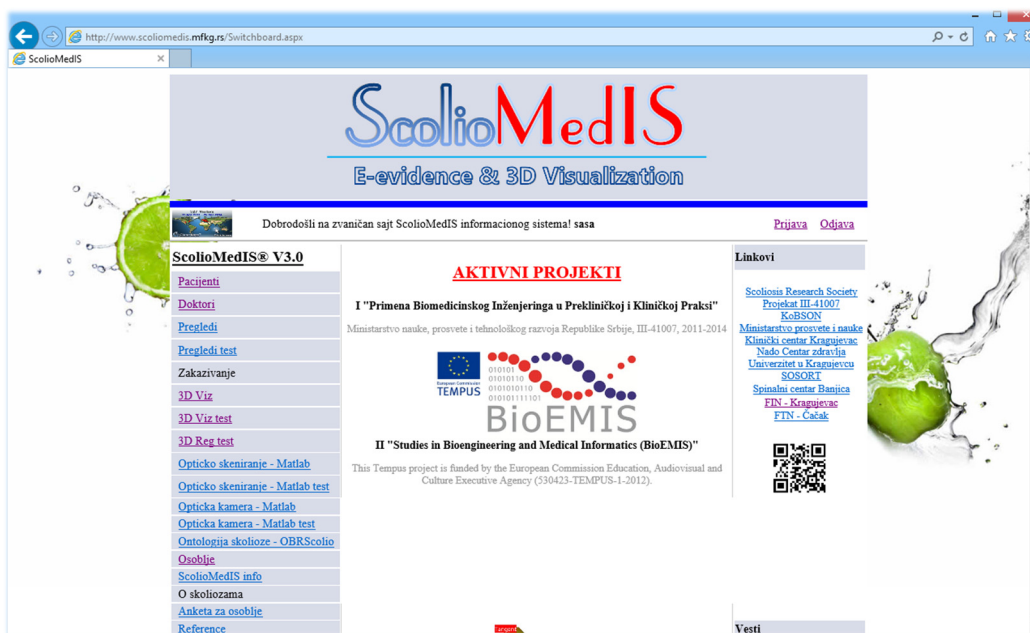 http://www.scoliomedis.mfkg.rs/Switchboard.aspx
ScolioMedIS
ScolioMedIS
E-evidence & 3D Visualization
Dobrodošli na zvaničan sajt ScolioMedIS informacionog sistema! sasa
Prijava Odjava
ScolioMedIS® V3.0
Pacijenti
Doktori
Pregledi
Pregledi test
Zakazivanje
3D Viz
3D Viz test
3D Reg test
Opticko skeniranje - Matlab
Opticko skeniranje - Matlab test
Opticka kamera - Matlab
Opticka kamera - Matlab test
Ontologija skolioze - OBRScolio
Osoblje
ScolioMedIS info
O skoliozama
Anketa za osoblje
Reference
AKTIVNI PROJEKTI
I "Primena Biomedicinskog Inženjeringa u Prekliničkoj i Kliničkoj Praksi"
Ministarstvo nauke, prosvete i tehnološkog razvoja Republike Srbije, III-41007, 2011-2014
TEMPUS
010101
01010110
010101111101
BioEMIS
II "Studies in Bioengineering and Medical Informatics (BioEMIS)"
This Tempus project is funded by the European Commission Education, Audiovisual and
Culture Executive Agency (530423-TEMPUS-1-2012).
Linkovi
Scoliosis Research Society
Projekat III-41007
KoBSON
Ministarstvo prosvete i nauke
Klinički centar Kragujevac
Nado Centar zdravlja
Univerzitet u Kragujevcu
SOSORT
Spinalni centar Banjica
FIN - Kragujevac
FTN - Čačak
Vesti